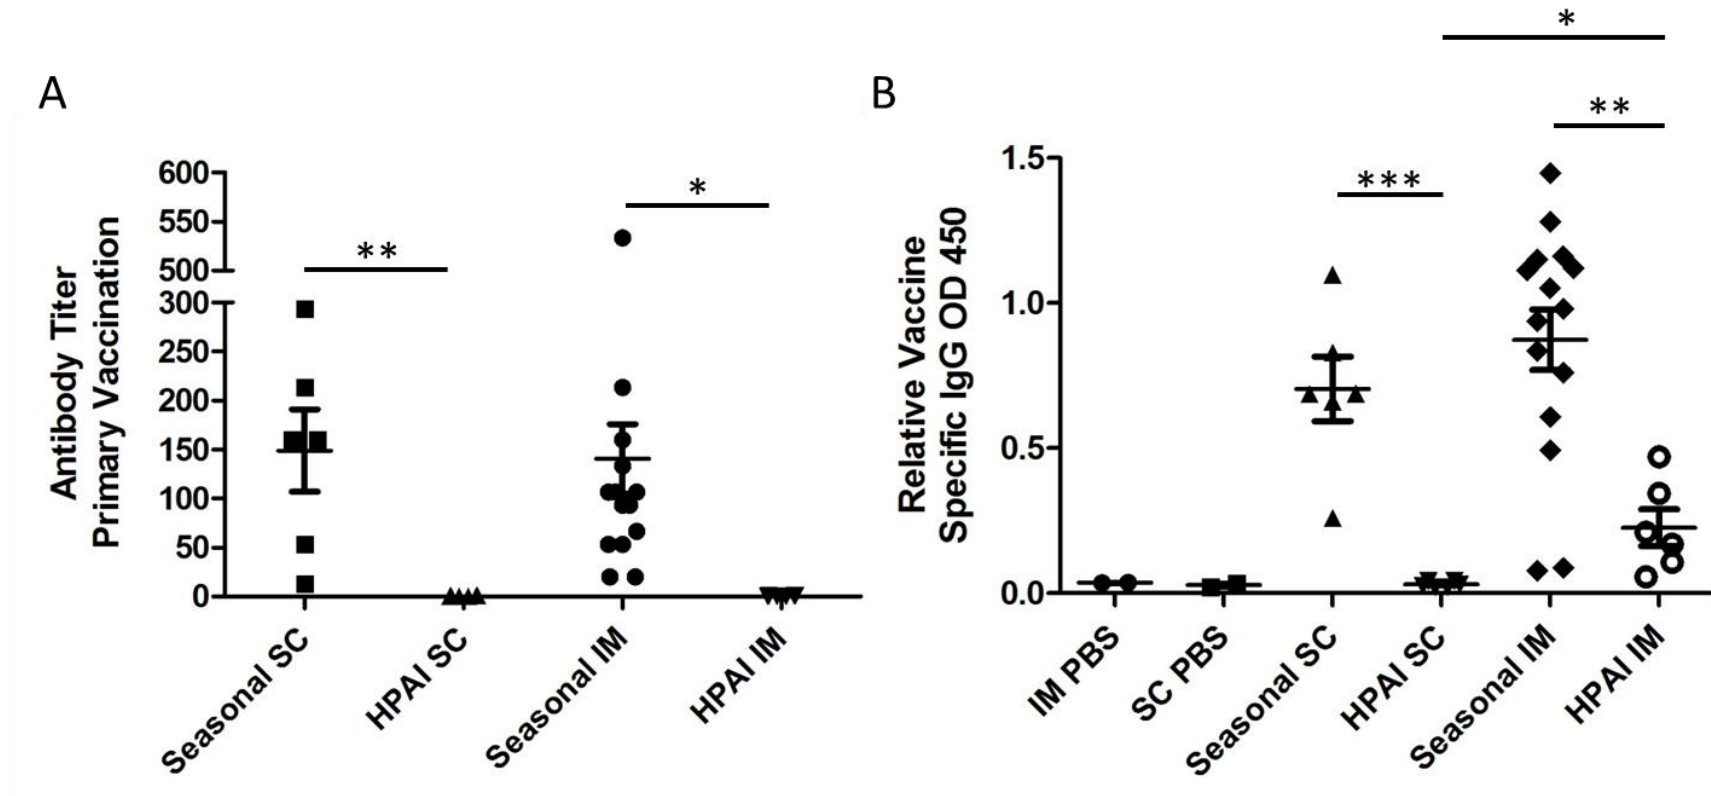 A
Antibody Titer
Primary Vaccination
600
550
500
300
250
200
150
100
50
0
**
*
Seasonal SC
HPAI SC
Seasonal IM
HPAI IM
B
Relative Vaccine
Specific IgG OD 450
1.5
1.0
0.5
0.0
*
**
***
IM PBS
SC PBS
Seasonal SC
HPAI SC
Seasonal IM
HPAI IM